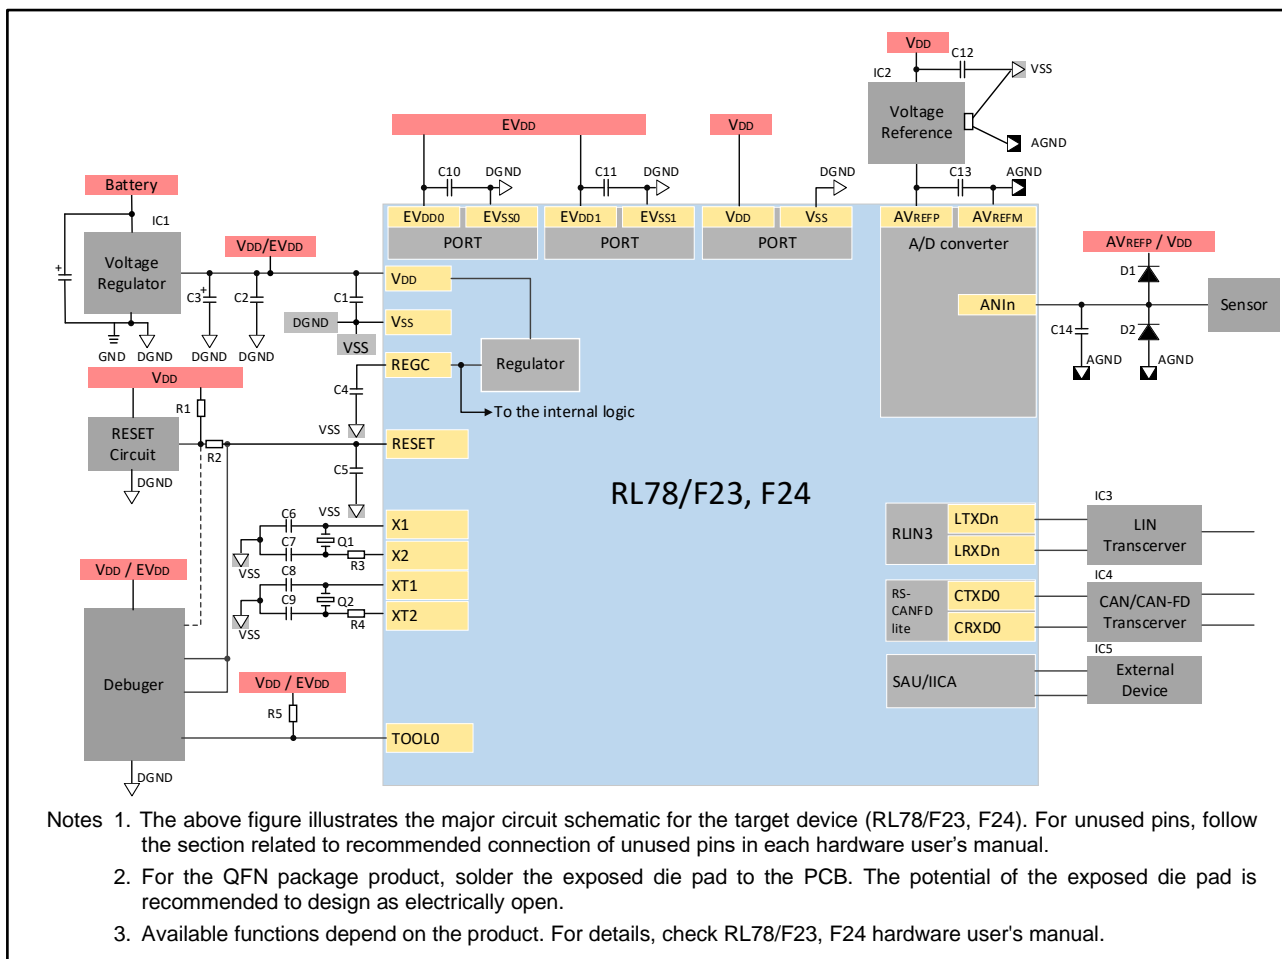 VDD
C12
IC2
VSS
Voltage
Reference
AGND
C13
AGND
EVDD
VDD
C10
DGND
C11
DGND
DGND
Battery
IC1
Voltage
Regulator
VDD/EVDD
C3
+
+
C2
C1
GND
DGND
DGND
DGND
DGND
VSS
EVDD0
EVSS0
PORT
EVDD1
EVSS1
PORT
VDD
VSS
PORT
AVREFP
AVREFM
A/D converter
ANIn
AVREFP / VDD
D1
D2
C14
Sensor
AGND
AGND
VDD
VSS
REGC
Regulator
To the internal logic
C4
VSS
VDD
R1
RESET
Circuit
R2
DGND
RESET
C5
VSS
RL78/F23, F24
C6
C7
Q1
R3
X1
X2
VSS
C8
C9
Q2
R4
XT1
XT2
VSS
VDD / EVDD
Debuger
DGND
VDD / EVDD
R5
TOOL0
RLIN3
LTXDn
LRXDn
IC3
LIN
Transcerver
RS-
CANFD
lite
CTXD0
CRXD0
IC4
CAN/CAN-FD
Transcerver
SAU/IICA
IC5
External
Device
Notes 1. The above figure illustrates the major circuit schematic for the target device (RL78/F23, F24). For unused pins, follow
the section related to recommended connection of unused pins in each hardware user's manual.
2. For the QFN package product, solder the exposed die pad to the PCB. The potential of the exposed die pad is
recommended to design as electrically open.
3. Available functions depend on the product. For details, check RL78/F23, F24 hardware user's manual.